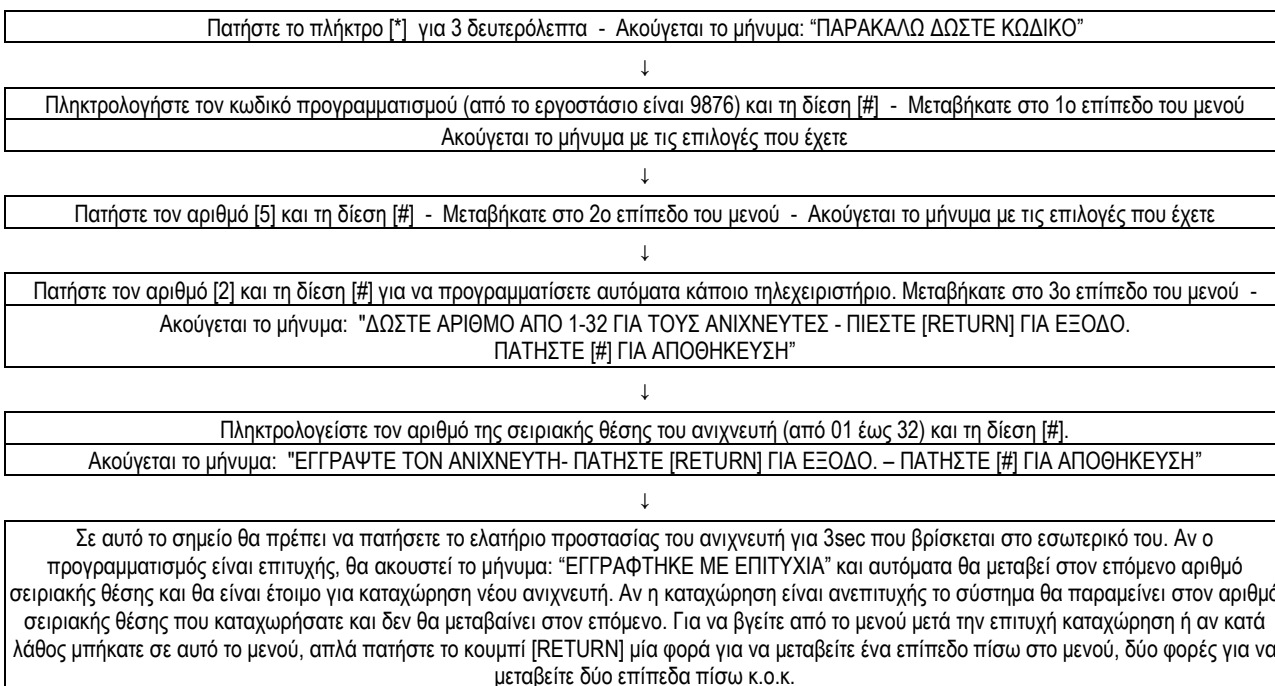 Πατήστε το πλήκτρο [*] για 3 δευτερόλεπτα - Ακούγεται το μήνυμα: “ΠΑΡΑΚΑΛΩ ΔΩΣΤΕ ΚΩΔΙΚΟ”
↓
Πληκτρολογήστε τον κωδικό προγραμματισμού (από το εργοστάσιο είναι 9876) και τη δίεση [#] - Μεταβήκατε στο 1ο επίπεδο του μενού
Ακούγεται το μήνυμα με τις επιλογές που έχετε
↓
Πατήστε τον αριθμό [5] και τη δίεση [#] - Μεταβήκατε στο 2ο επίπεδο του μενού - Ακούγεται το μήνυμα με τις επιλογές που έχετε
↓
Πατήστε τον αριθμό [2] και τη δίεση [#] για να προγραμματίσετε αυτόματα κάποιο τηλεχειριστήριο. Μεταβήκατε στο 3ο επίπεδο του μενού -
Ακούγεται το μήνυμα: "ΔΩΣΤΕ ΑΡΙΘΜΟ ΑΠΟ 1-32 ΓΙΑ ΤΟΥΣ ΑΝΙΧΝΕΥΤΕΣ - ΠΙΕΣΤΕ [RETURN] ΓΙΑ ΕΞΟΔΟ.
ΠΑΤΗΣΤΕ [#] ΓΙΑ ΑΠΟΘΗΚΕΥΣΗ”
↓
Πληκτρολογείστε τον αριθμό της σειριακής θέσης του ανιχνευτή (από 01 έως 32) και τη δίεση [#].
Ακούγεται το μήνυμα: "ΕΓΓΡΑΨΤΕ ΤΟΝ ΑΝΙΧΝΕΥΤΗ- ΠΑΤΗΣΤΕ [RETURN] ΓΙΑ ΕΞΟΔΟ. – ΠΑΤΗΣΤΕ [#] ΓΙΑ ΑΠΟΘΗΚΕΥΣΗ”
↓
Σε αυτό το σημείο θα πρέπει να πατήσετε το ελατήριο προστασίας του ανιχνευτή για 3sec που βρίσκεται στο εσωτερικό του. Αν ο
προγραμματισμός είναι επιτυχής, θα ακουστεί το μήνυμα: “ΕΓΓΡΑΦΤΗΚΕ ΜΕ ΕΠΙΤΥΧΙΑ” και αυτόματα θα μεταβεί στον επόμενο αριθμό
σειριακής θέσης και θα είναι έτοιμο για καταχώρηση νέου ανιχνευτή. Αν η καταχώρηση είναι ανεπιτυχής το σύστημα θα παραμείνει στον αριθμό
σειριακής θέσης που καταχωρήσατε και δεν θα μεταβαίνει στον επόμενο. Για να βγείτε από το μενού μετά την επιτυχή καταχώρηση ή αν κατά
λάθος μπήκατε σε αυτό το μενού, απλά πατήστε το κουμπί [RETURN] μία φορά για να μεταβείτε ένα επίπεδο πίσω στο μενού, δύο φορές για να
μεταβείτε δύο επίπεδα πίσω κ.ο.κ.